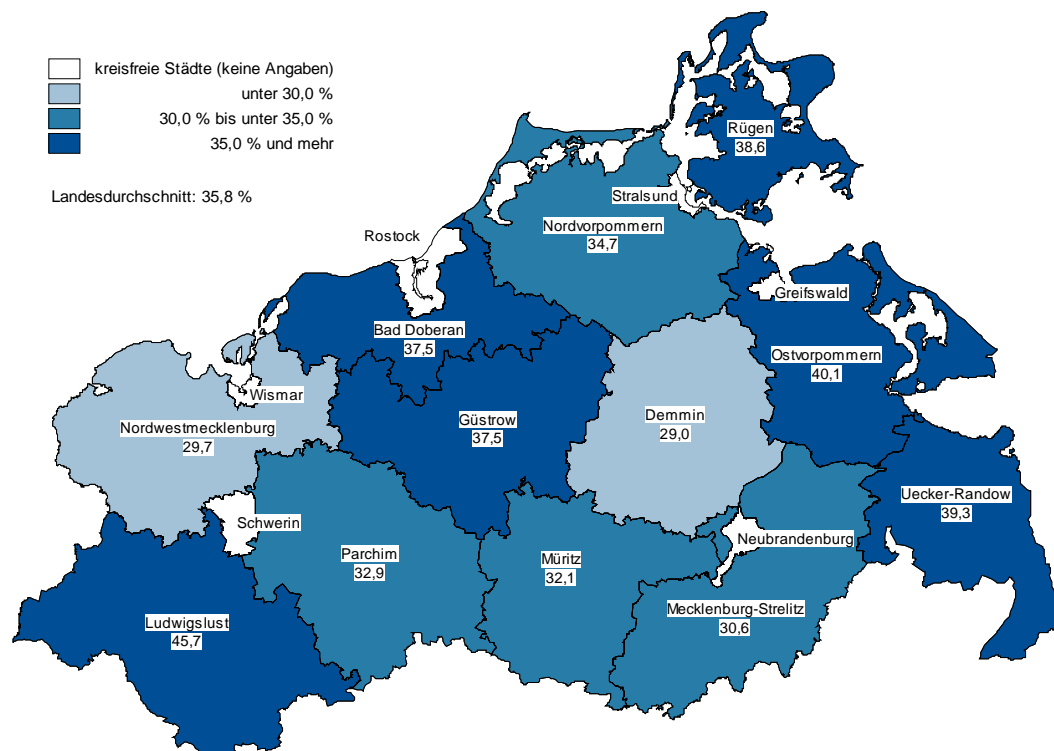 kreisfreie Städte (keine Angaben)
unter 30,0 %
30,0 % bis unter 35,0 %
35,0 % und mehr
Landesdurchschnitt: 35,8 %
Rügen
38,6
Stralsund
Nordvorpommern
34,7
Rostock
Greifswald
Bad Doberan
37,5
Ostvorpommern
40,1
Wismar
Nordwestmecklenburg
29,7
Güstrow
37,5
Demmin
29,0
Uecker-Randow
39,3
Schwerin
Neubrandenburg
Parchim
32,9
Müritz
32,1
Mecklenburg-Strelitz
30,6
Ludwigslust
45,7